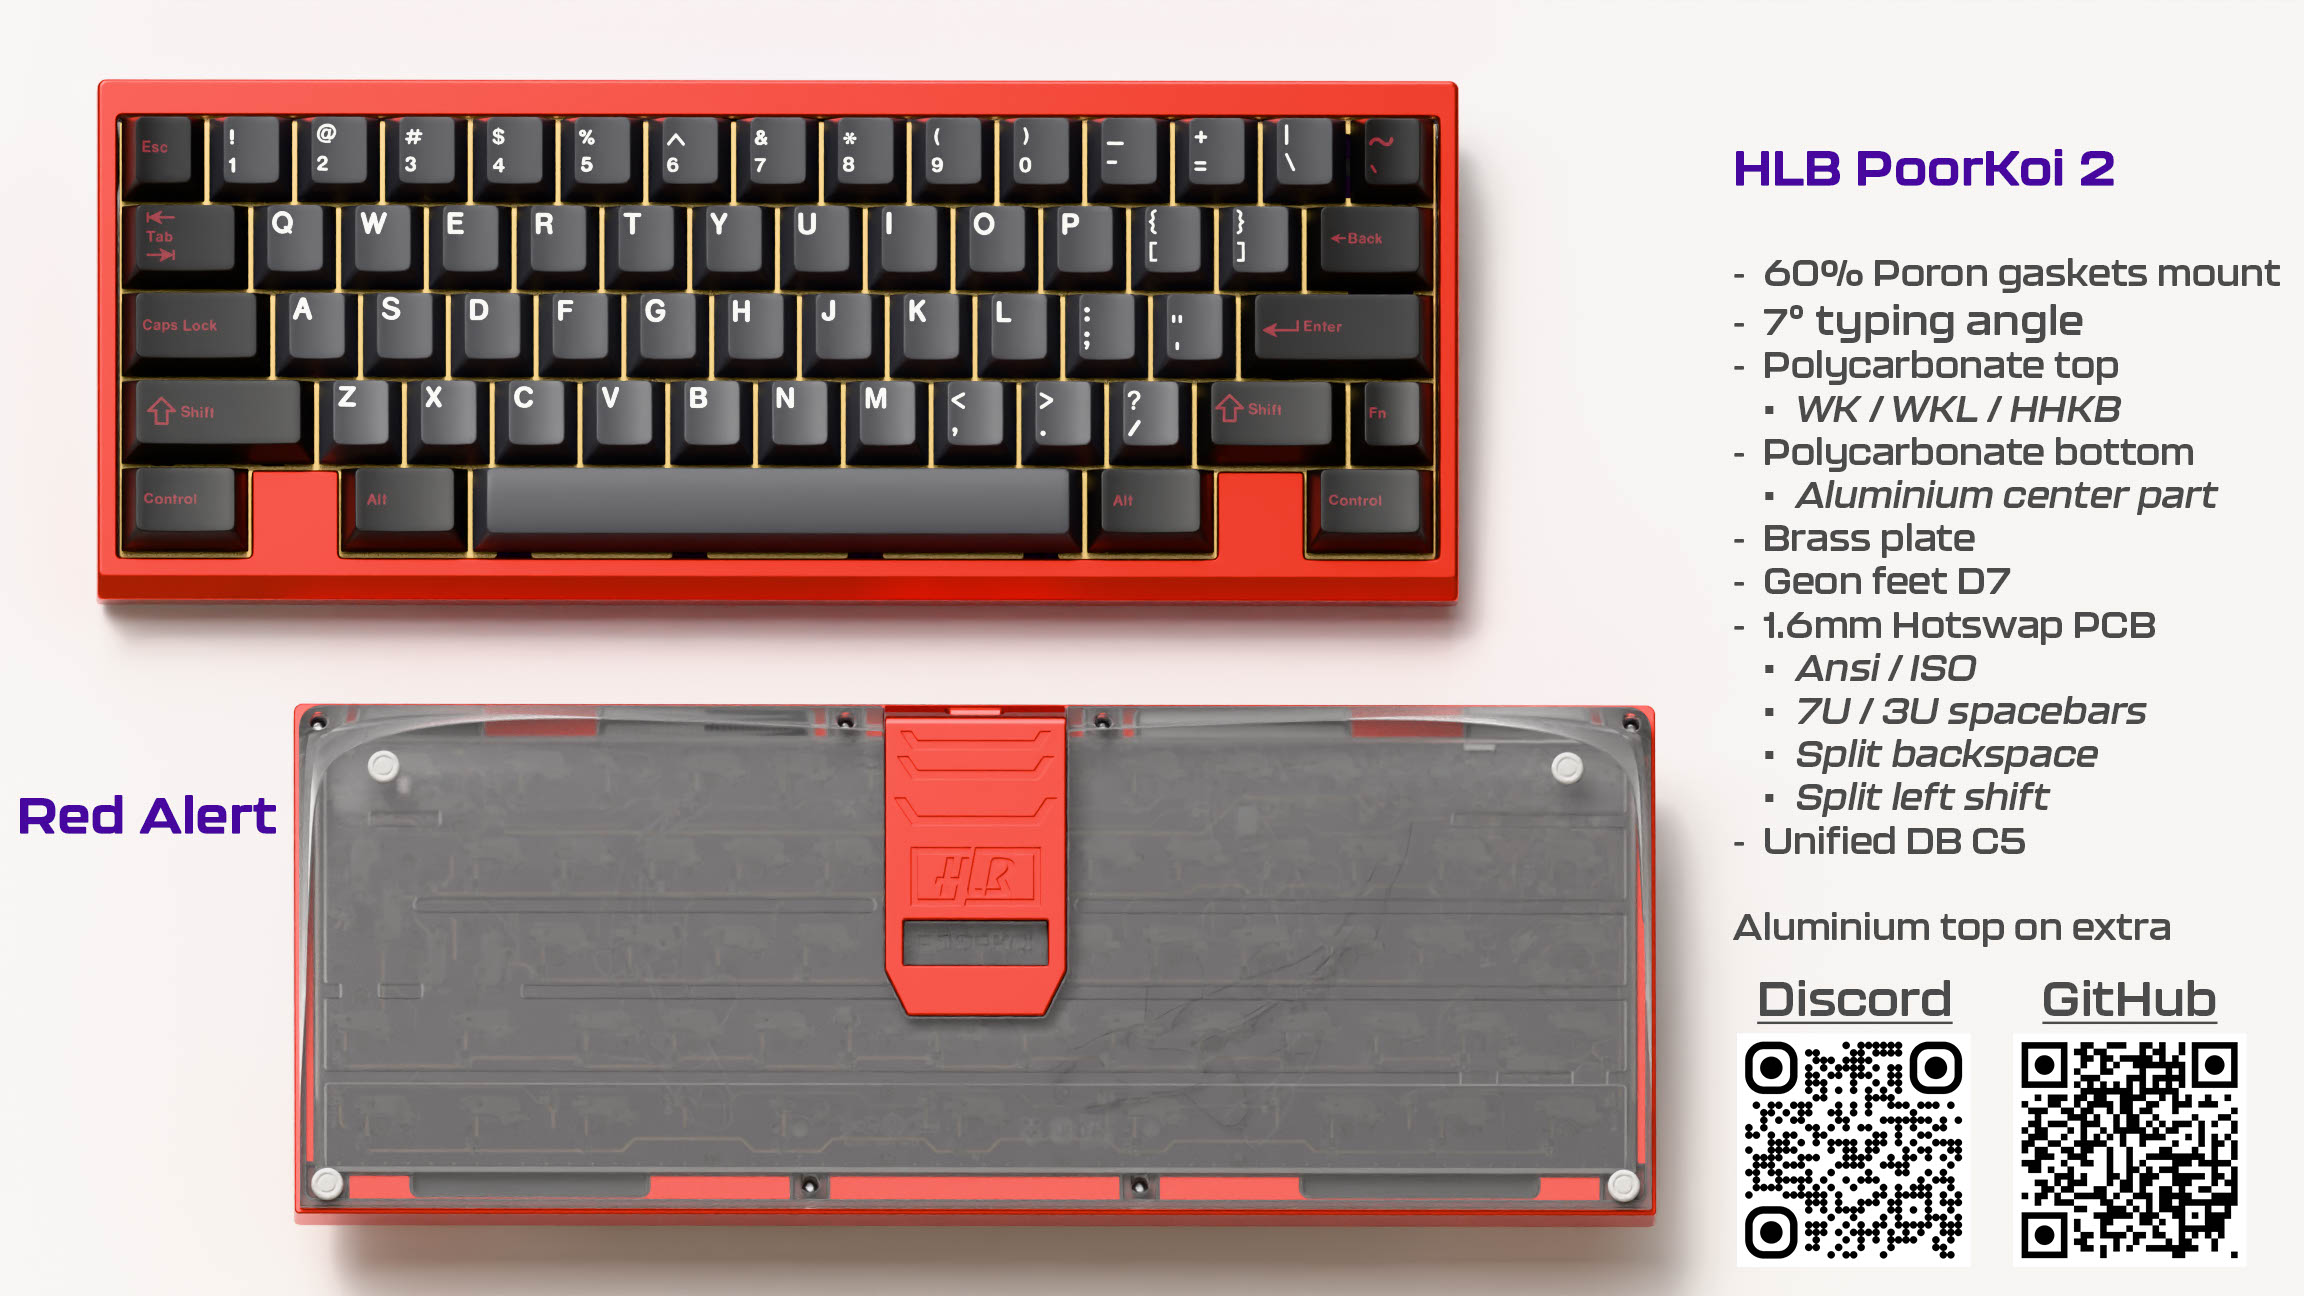 Esc ! 1 @ 2 # 3 $ 4 % 5 ^ 6 & 7 * 8 ( 9 ) 0 _ - + = | \ ~ `
Tab Q W E R T Y U I O P { [ } ] ←Back
Caps Lock A S D F G H J K L : ; " ' Enter
Shift Z X C V B N M < , > . ? / Shift Fn
Control Alt Alt Control
Red Alert
HLB
HLB PoorKoi 2
- 60% Poron gaskets mount
- 7° typing angle
- Polycarbonate top
▪ WK / WKL / HHKB
- Polycarbonate bottom
▪ Aluminium center part
- Brass plate
- Geon feet D7
- 1.6mm Hotswap PCB
▪ Ansi / ISO
▪ 7U / 3U spacebars
▪ Split backspace
▪ Split left shift
- Unified DB C5
Aluminium top on extra
Discord GitHub